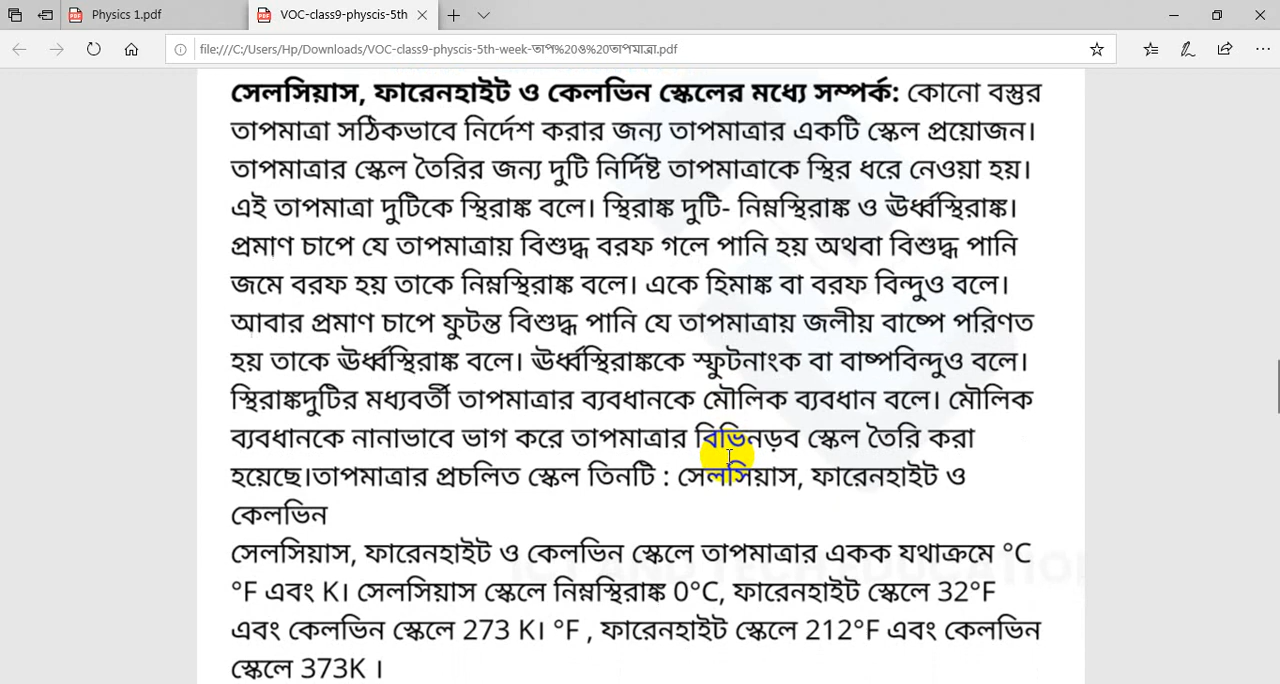 Physics 1.pdf
VOC-class9-physcis-5th
file:///C:/Users/Hp/Downloads/VOC-class9-physcis-5th-week-তাপ%20ও%20তাপমাত্রা.pdf
সেলসিয়াস, ফারেনহাইট ও কেলভিন স্কেলের মধ্যে সম্পর্ক: কোনো বস্তুর
তাপমাত্রা সঠিকভাবে নির্দেশ করার জন্য তাপমাত্রার একটি স্কেল প্রয়োজন।
তাপমাত্রার স্কেল তৈরির জন্য দুটি নির্দিষ্ট তাপমাত্রাকে স্থির ধরে নেওয়া হয়।
এই তাপমাত্রা দুটিকে স্থিরাঙ্ক বলে। স্থিরাঙ্ক দুটি- নিম্নস্থিরাঙ্ক ও ঊর্ধ্বস্থিরাঙ্ক।
প্রমাণ চাপে যে তাপমাত্রায় বিশুদ্ধ বরফ গলে পানি হয় অথবা বিশুদ্ধ পানি
জমে বরফ হয় তাকে নিম্নস্থিরাঙ্ক বলে। একে হিমাঙ্ক বা বরফ বিন্দুও বলে।
আবার প্রমাণ চাপে ফুটন্ত বিশুদ্ধ পানি যে তাপমাত্রায় জলীয় বাষ্পে পরিণত
হয় তাকে ঊর্ধ্বস্থিরাঙ্ক বলে। ঊর্ধ্বস্থিরাঙ্ককে স্ফুটনাংক বা বাষ্পবিন্দুও বলে।
স্থিরাঙ্কদুটির মধ্যবর্তী তাপমাত্রার ব্যবধানকে মৌলিক ব্যবধান বলে। মৌলিক
ব্যবধানকে নানাভাবে ভাগ করে তাপমাত্রার বিভিনড়ব স্কেল তৈরি করা
হয়েছে।তাপমাত্রার প্রচলিত স্কেল তিনটি : সেলসিয়াস, ফারেনহাইট ও
কেলভিন
সেলসিয়াস, ফারেনহাইট ও কেলভিন স্কেলে তাপমাত্রার একক যথাক্রমে °C
°F এবং K। সেলসিয়াস স্কেলে নিম্নস্থিরাঙ্ক 0°C, ফারেনহাইট স্কেলে 32°F
এবং কেলভিন স্কেলে 273 K। °F , ফারেনহাইট স্কেলে 212°F এবং কেলভিন
স্কেলে 373K ।
ICT AND TECH EDUCATION